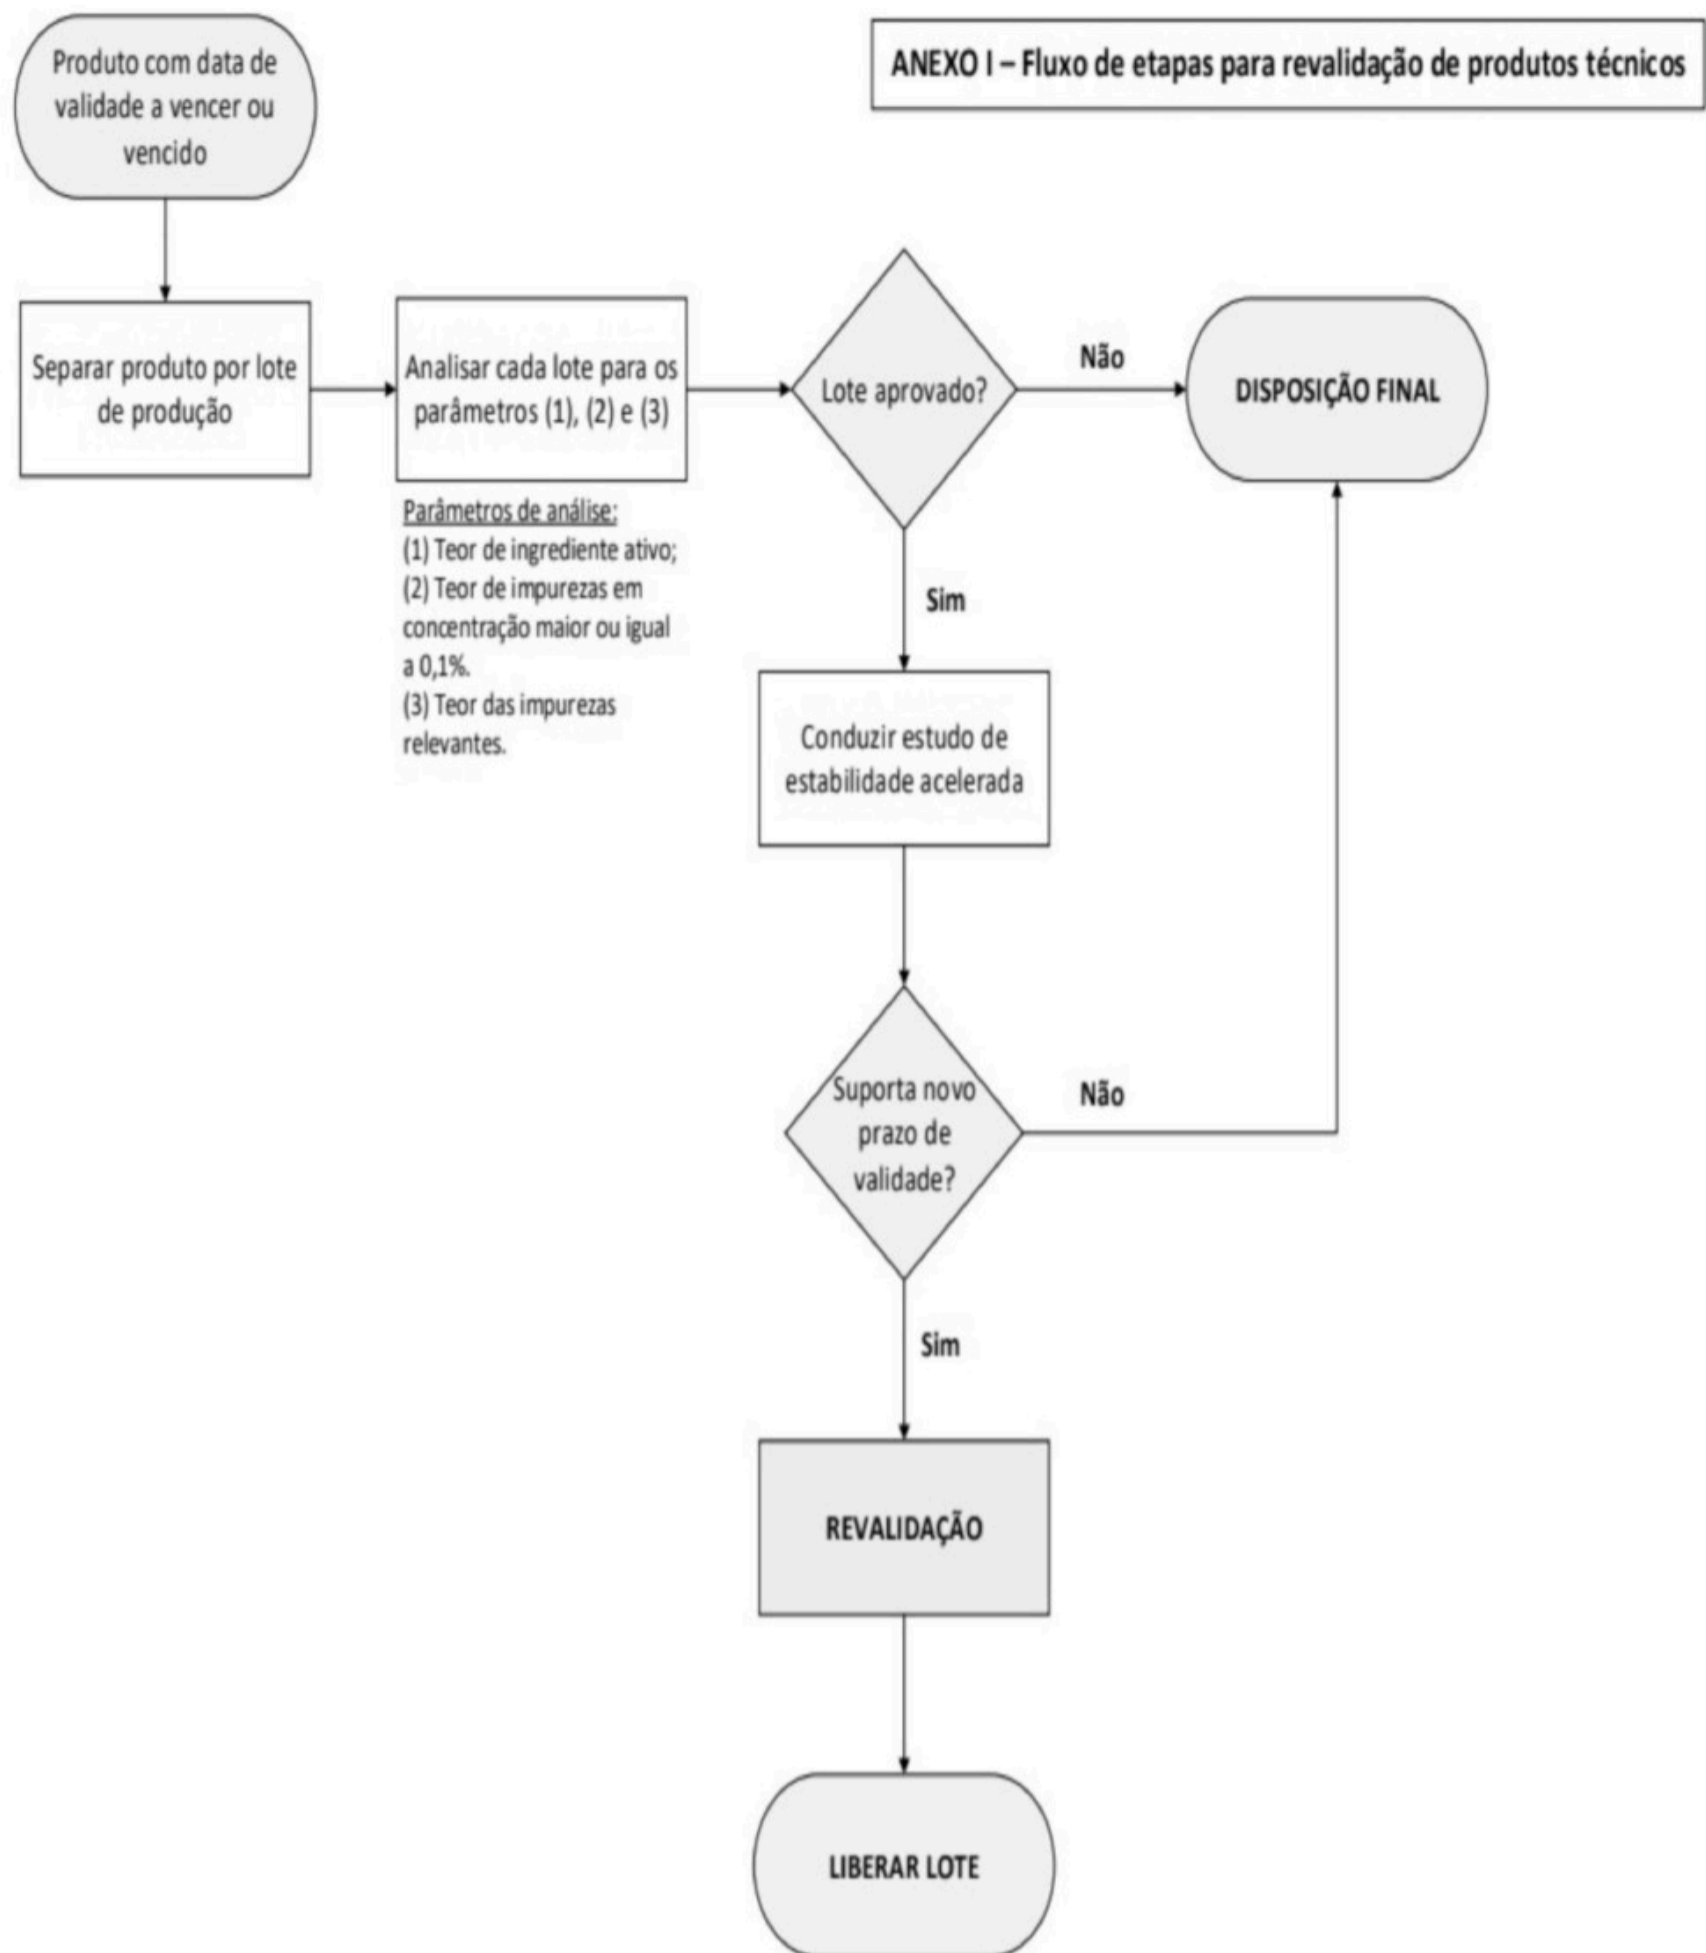 ANEXO I – Fluxo de etapas para revalidação de produtos técnicos
Produto com data de
validade a vencer ou
vencido
Separar produto por lote
de produção
Analisar cada lote para os
parâmetros (1), (2) e (3)
Parâmetros de análise:
(1) Teor de ingrediente ativo;
(2) Teor de impurezas em
concentração maior ou igual
a 0,1%.
(3) Teor das impurezas
relevantes.
Lote aprovado?
Não
DISPOSIÇÃO FINAL
Sim
Conduzir estudo de
estabilidade acelerada
Suporta novo
prazo de
validade?
Não
Sim
REVALIDAÇÃO
LIBERAR LOTE